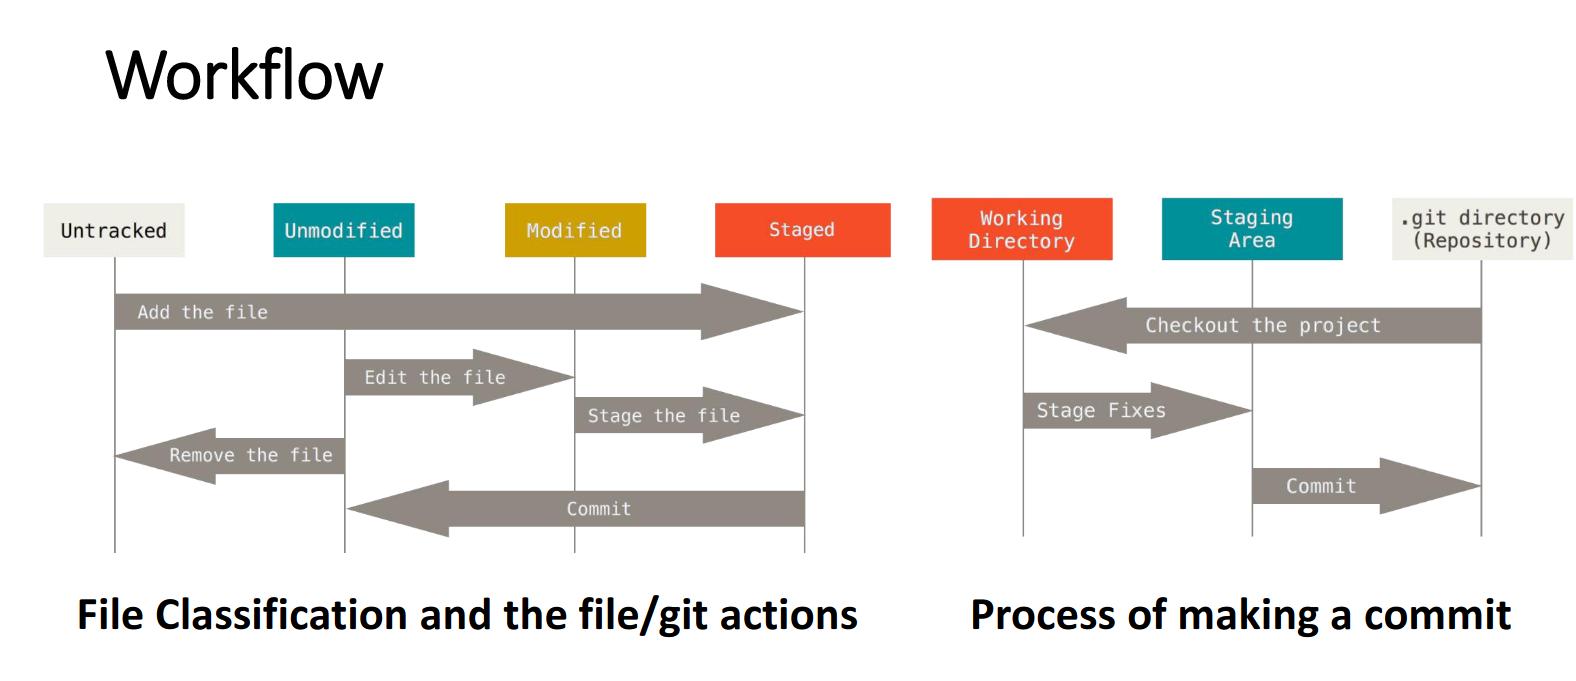 Workflow
Untracked
Unmodified
Modified
Staged
Add the file
Edit the file
Stage the file
Remove the file
Commit
File Classification and the file/git actions
Working
Directory
Staging
Area
.git directory
(Repository)
Checkout the project
Stage Fixes
Commit
Process of making a commit